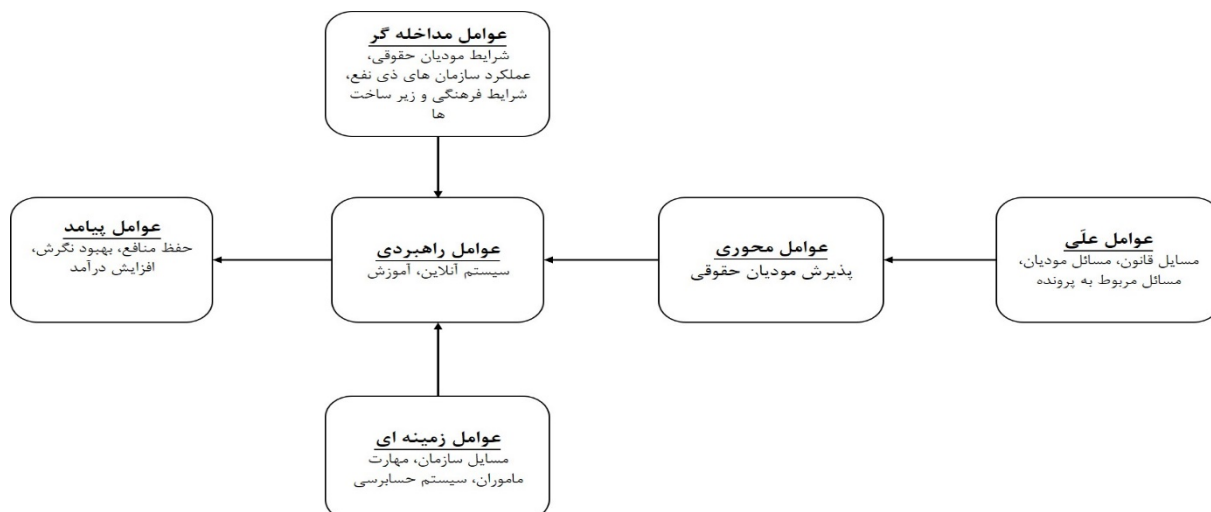 عوامل مداخله گر
شرایط مودیان حقوقی،
عملکرد سازمان های ذی نفع،
شرایط فرهنگی و زیر ساخت
ها
عوامل علّی
مسایل قانون، مسائل مودیان،
مسائل مربوط به پرونده
عوامل محوری
پذیرش مودیان حقوقی
عوامل راهبردی
سیستم آنلاین، آموزش
عوامل پیامد
حفظ منافع، بهبود نگرش،
افزایش درآمد
عوامل زمینه ای
مسایل سازمان، مهارت
ماموران، سیستم حسابرسی